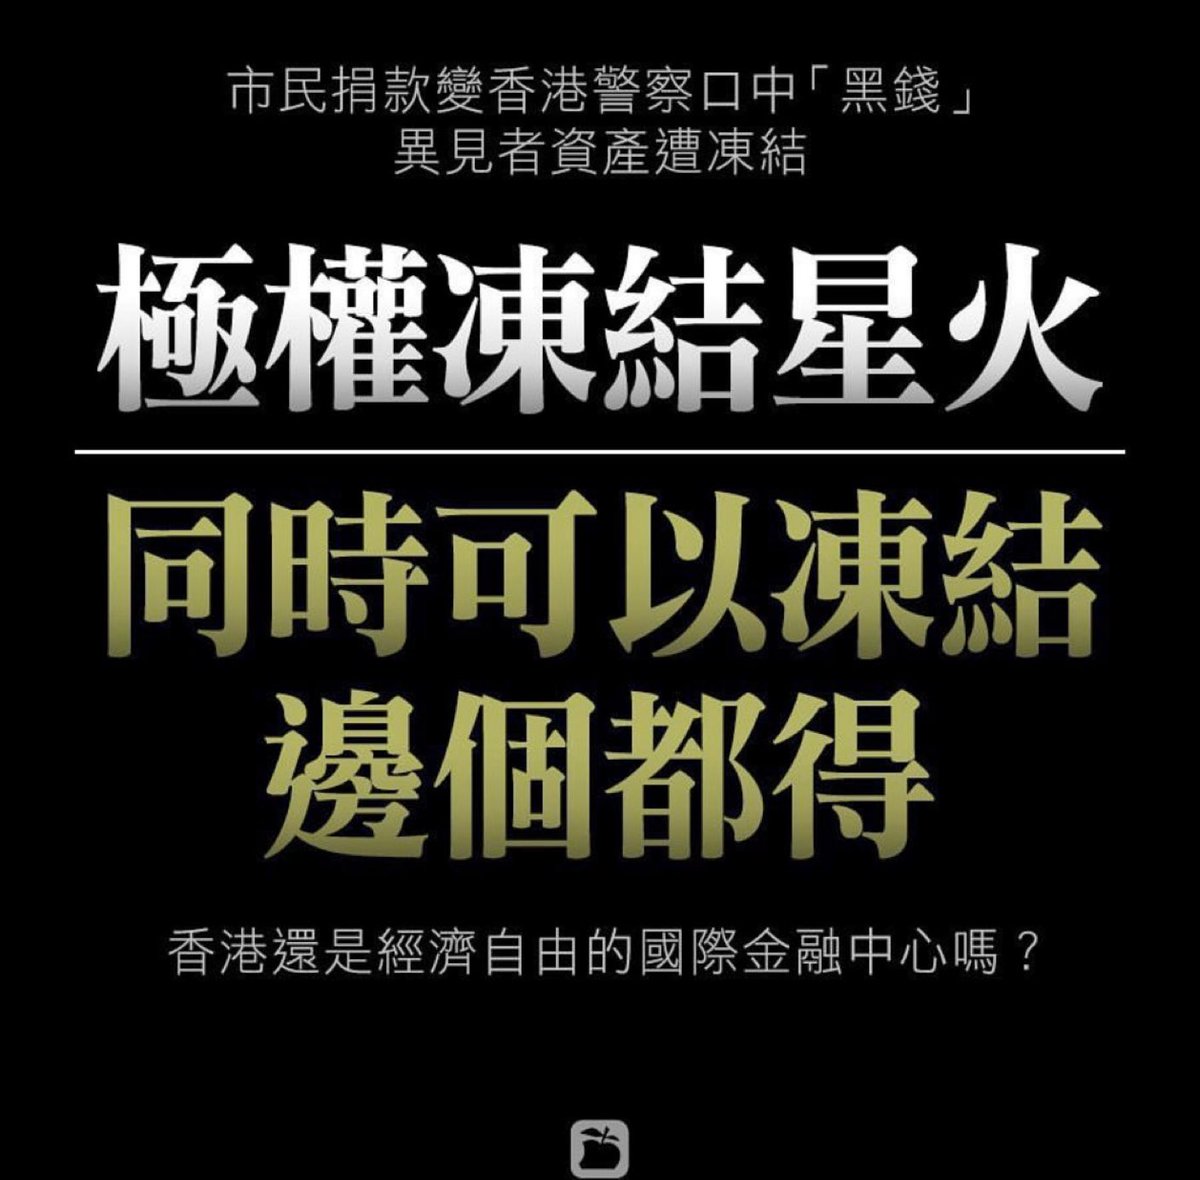 市民捐款變香港警察口中「黑錢」
異見者資產遭凍結
極權凍結星火
同時可以凍結
邊個都得
香港還是經濟自由的國際金融中心嗎？